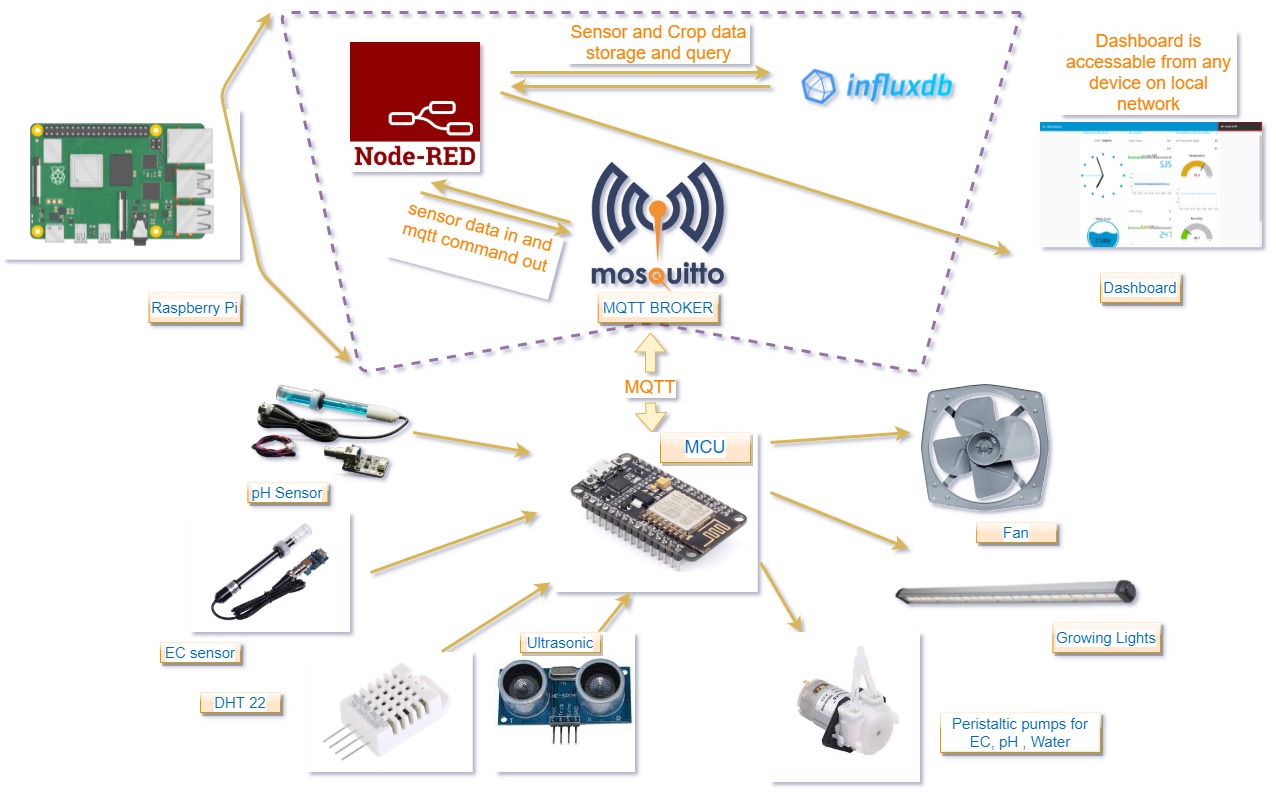 Sensor and Crop data
storage and query
Dashboard is
accessable from any
device on local
network
influxdb
Node-RED
sensor data in and
mqtt command out
mosquitto
MQTT BROKER
Raspberry Pi
Dashboard
MQTT
MCU
pH Sensor
Fan
EC sensor
Ultrasonic
Growing Lights
DHT 22
HC-SR04
T
R
Peristaltic pumps for
EC, pH , Water